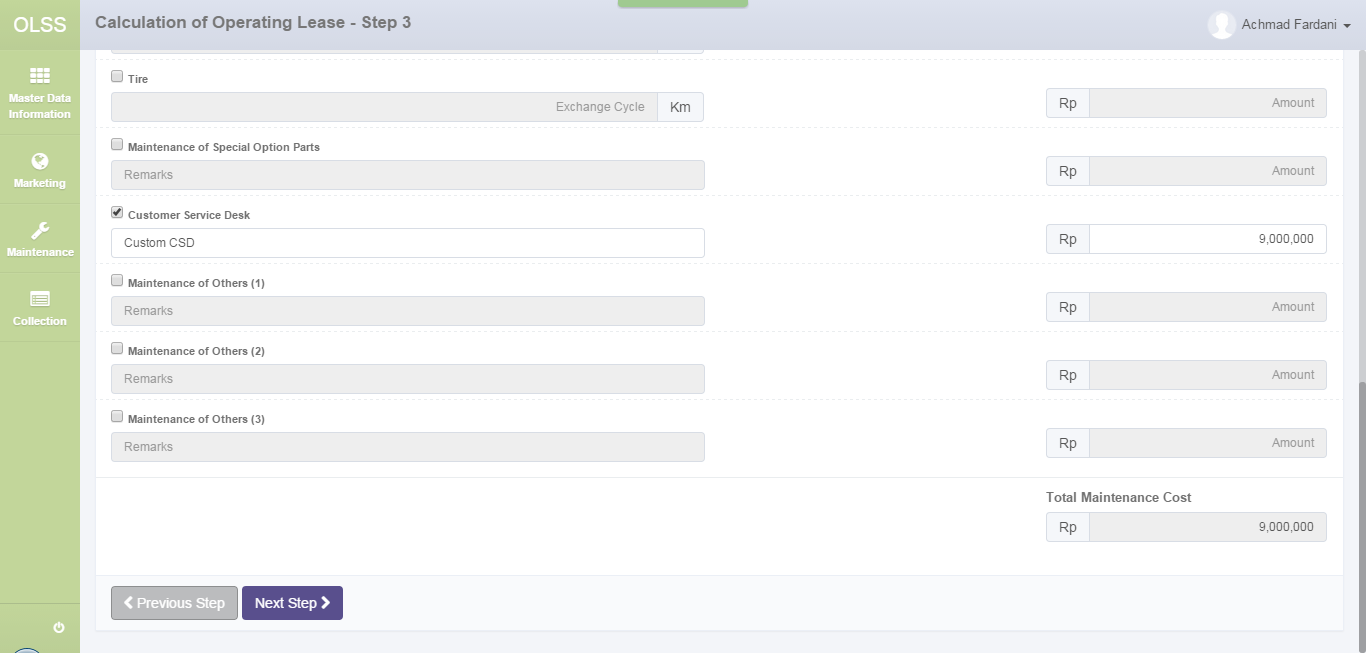 OLSS
Calculation of Operating Lease - Step 3
Achmad Fardani
Master Data
Information
Marketing
Maintenance
Collection
Tire
Exchange Cycle Km
Rp Amount
Maintenance of Special Option Parts
Remarks
Rp Amount
Customer Service Desk
Custom CSD
Rp 9,000,000
Maintenance of Others (1)
Remarks
Rp Amount
Maintenance of Others (2)
Remarks
Rp Amount
Maintenance of Others (3)
Remarks
Rp Amount
Total Maintenance Cost
Rp 9,000,000
Previous Step
Next Step